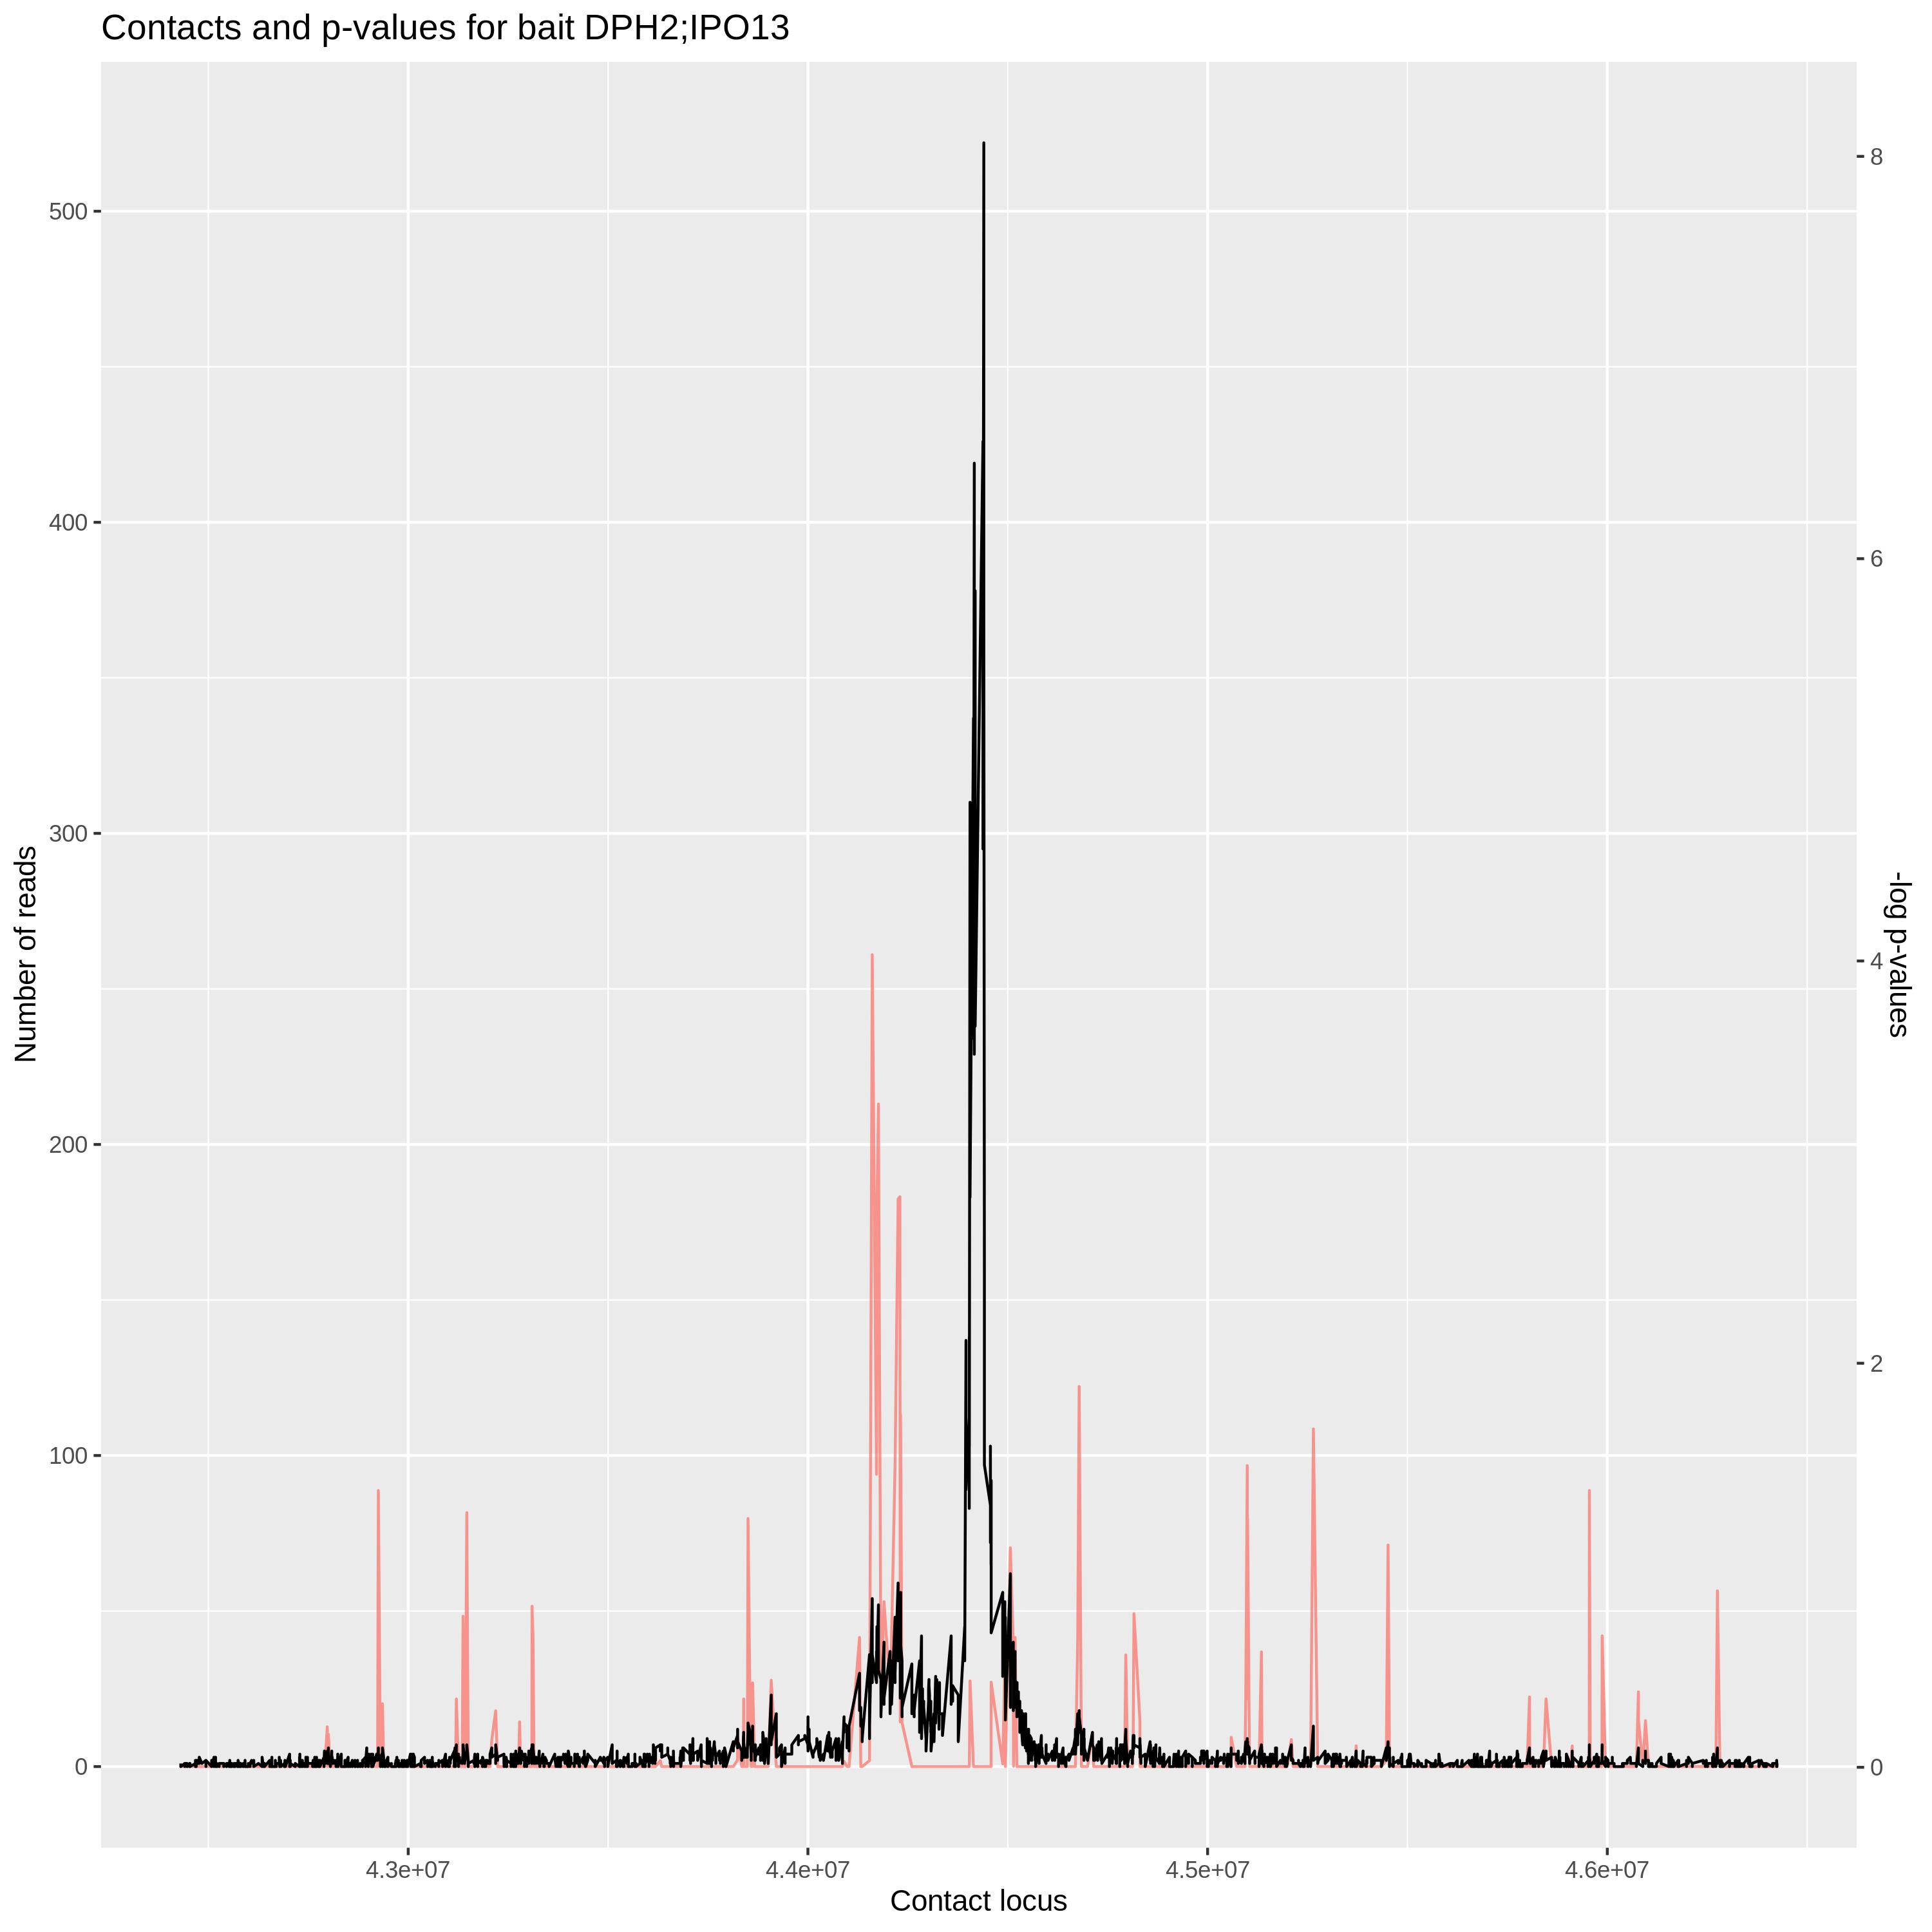 Contacts and p-values for bait DPH2;IPO13
500
400
300
200
100
0
Number of reads
8
6
4
2
0
-log p-values
4.3e+07
4.4e+07
4.5e+07
4.6e+07
Contact locus